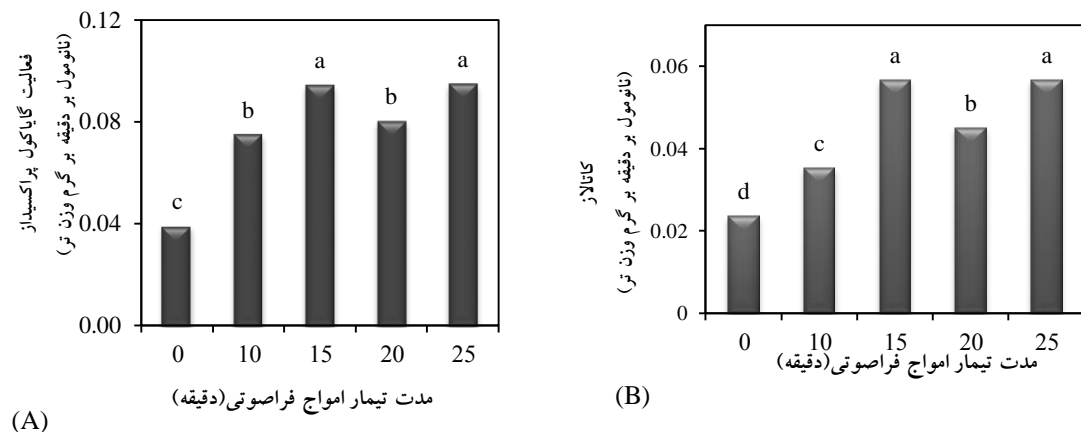 فعالیت گایاکول پراکسیداز
(نانومول بر دقیقه بر گرم وزن تر)
0.12
0.08
0.04
0.00
c
b
a
b
a
0 10 15 20 25
مدت تیمار امواج فراصوتی(دقیقه)
(A)
کاتالاز
(نانومول بر دقیقه بر گرم وزن تر)
0.06
0.04
0.02
0
d
c
a
b
a
0 10 15 20 25
مدت تیمار امواج فراصوتی(دقیقه)
(B)